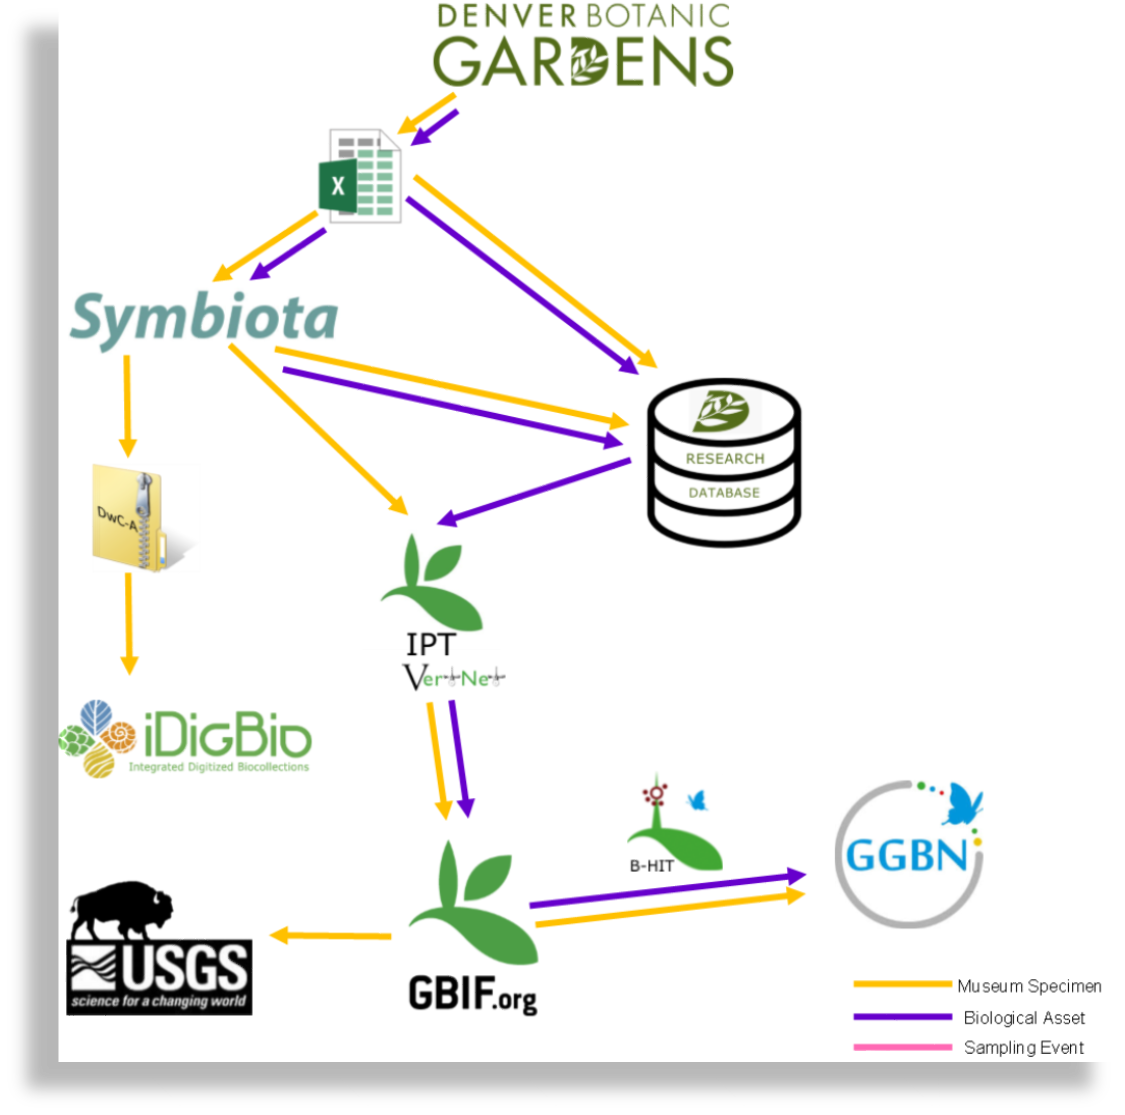 DENVER BOTANIC
GARDENS
X
Symbiota
RESEARCH
DATABASE
DwC-A
IPT
VertNet
iDigBio
Integrated Digitized Biocollections
B-HIT
GGBN
USGS
science for a changing world
GBIF.org
Museum Specimen
Biological Asset
Sampling Event